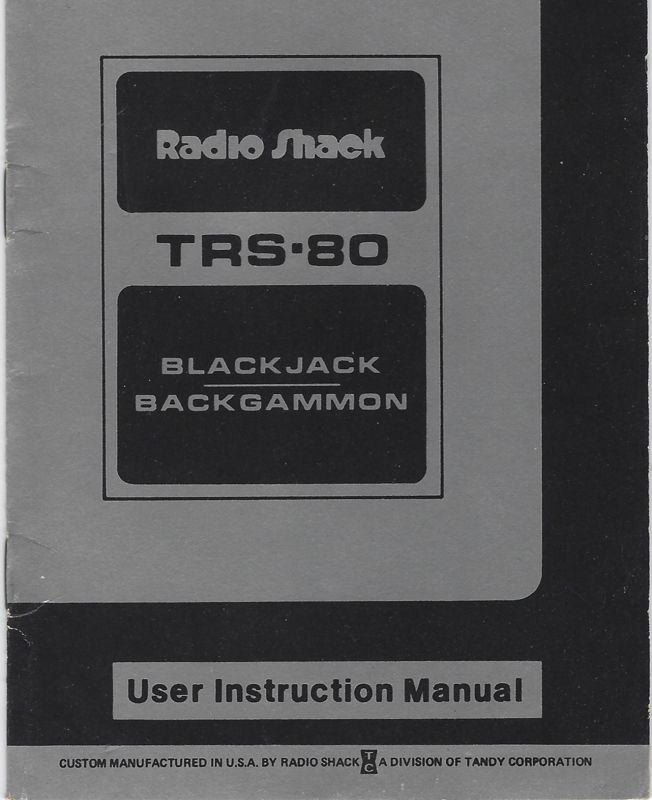 Radio Shack
TRS-80
BLACKJACK
BACKGAMMON
User Instruction Manual
CUSTOM MANUFACTURED IN U.S.A. BY RADIO SHACK TC A DIVISION OF TANDY CORPORATION